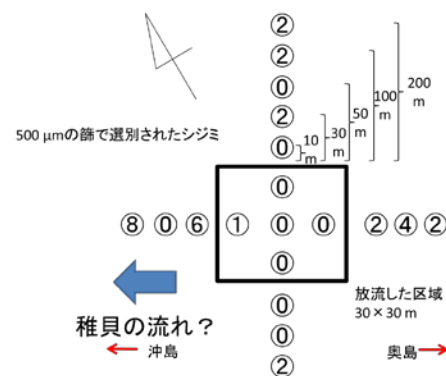 ②
②
⓪
②
⓪
10 m
30 m
50 m
100 m
200 m
500 μmの篩で選別されたシジミ
⓪
⑧ ⓪ ⑥ ① ⓪ ⓪ ② ④ ②
⓪
稚貝の流れ?
放流した区域
30 × 30 m
⓪
⓪
②
沖島
奥島